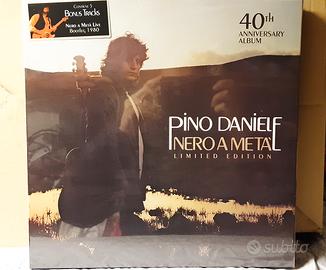 CONTIENE 5
BONUS TRACKS
NERO A METÀ LIVE
BOOTLEG, 1980
40th
ANNIVERSARY
ALBUM
PINO DANIELE
NERO A METÀ
LIMITED EDITION
subito